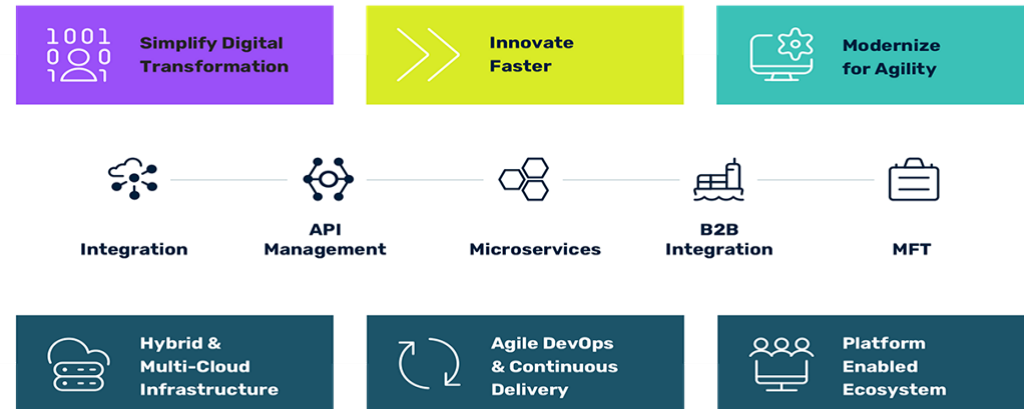 1001
0 0
0 1
Simplify Digital
Transformation
Innovate
Faster
Modernize
for Agility
Integration
API
Management
Microservices
B2B
Integration
MFT
Hybrid &
Multi-Cloud
Infrastructure
Agile DevOps
& Continuous
Delivery
Platform
Enabled
Ecosystem